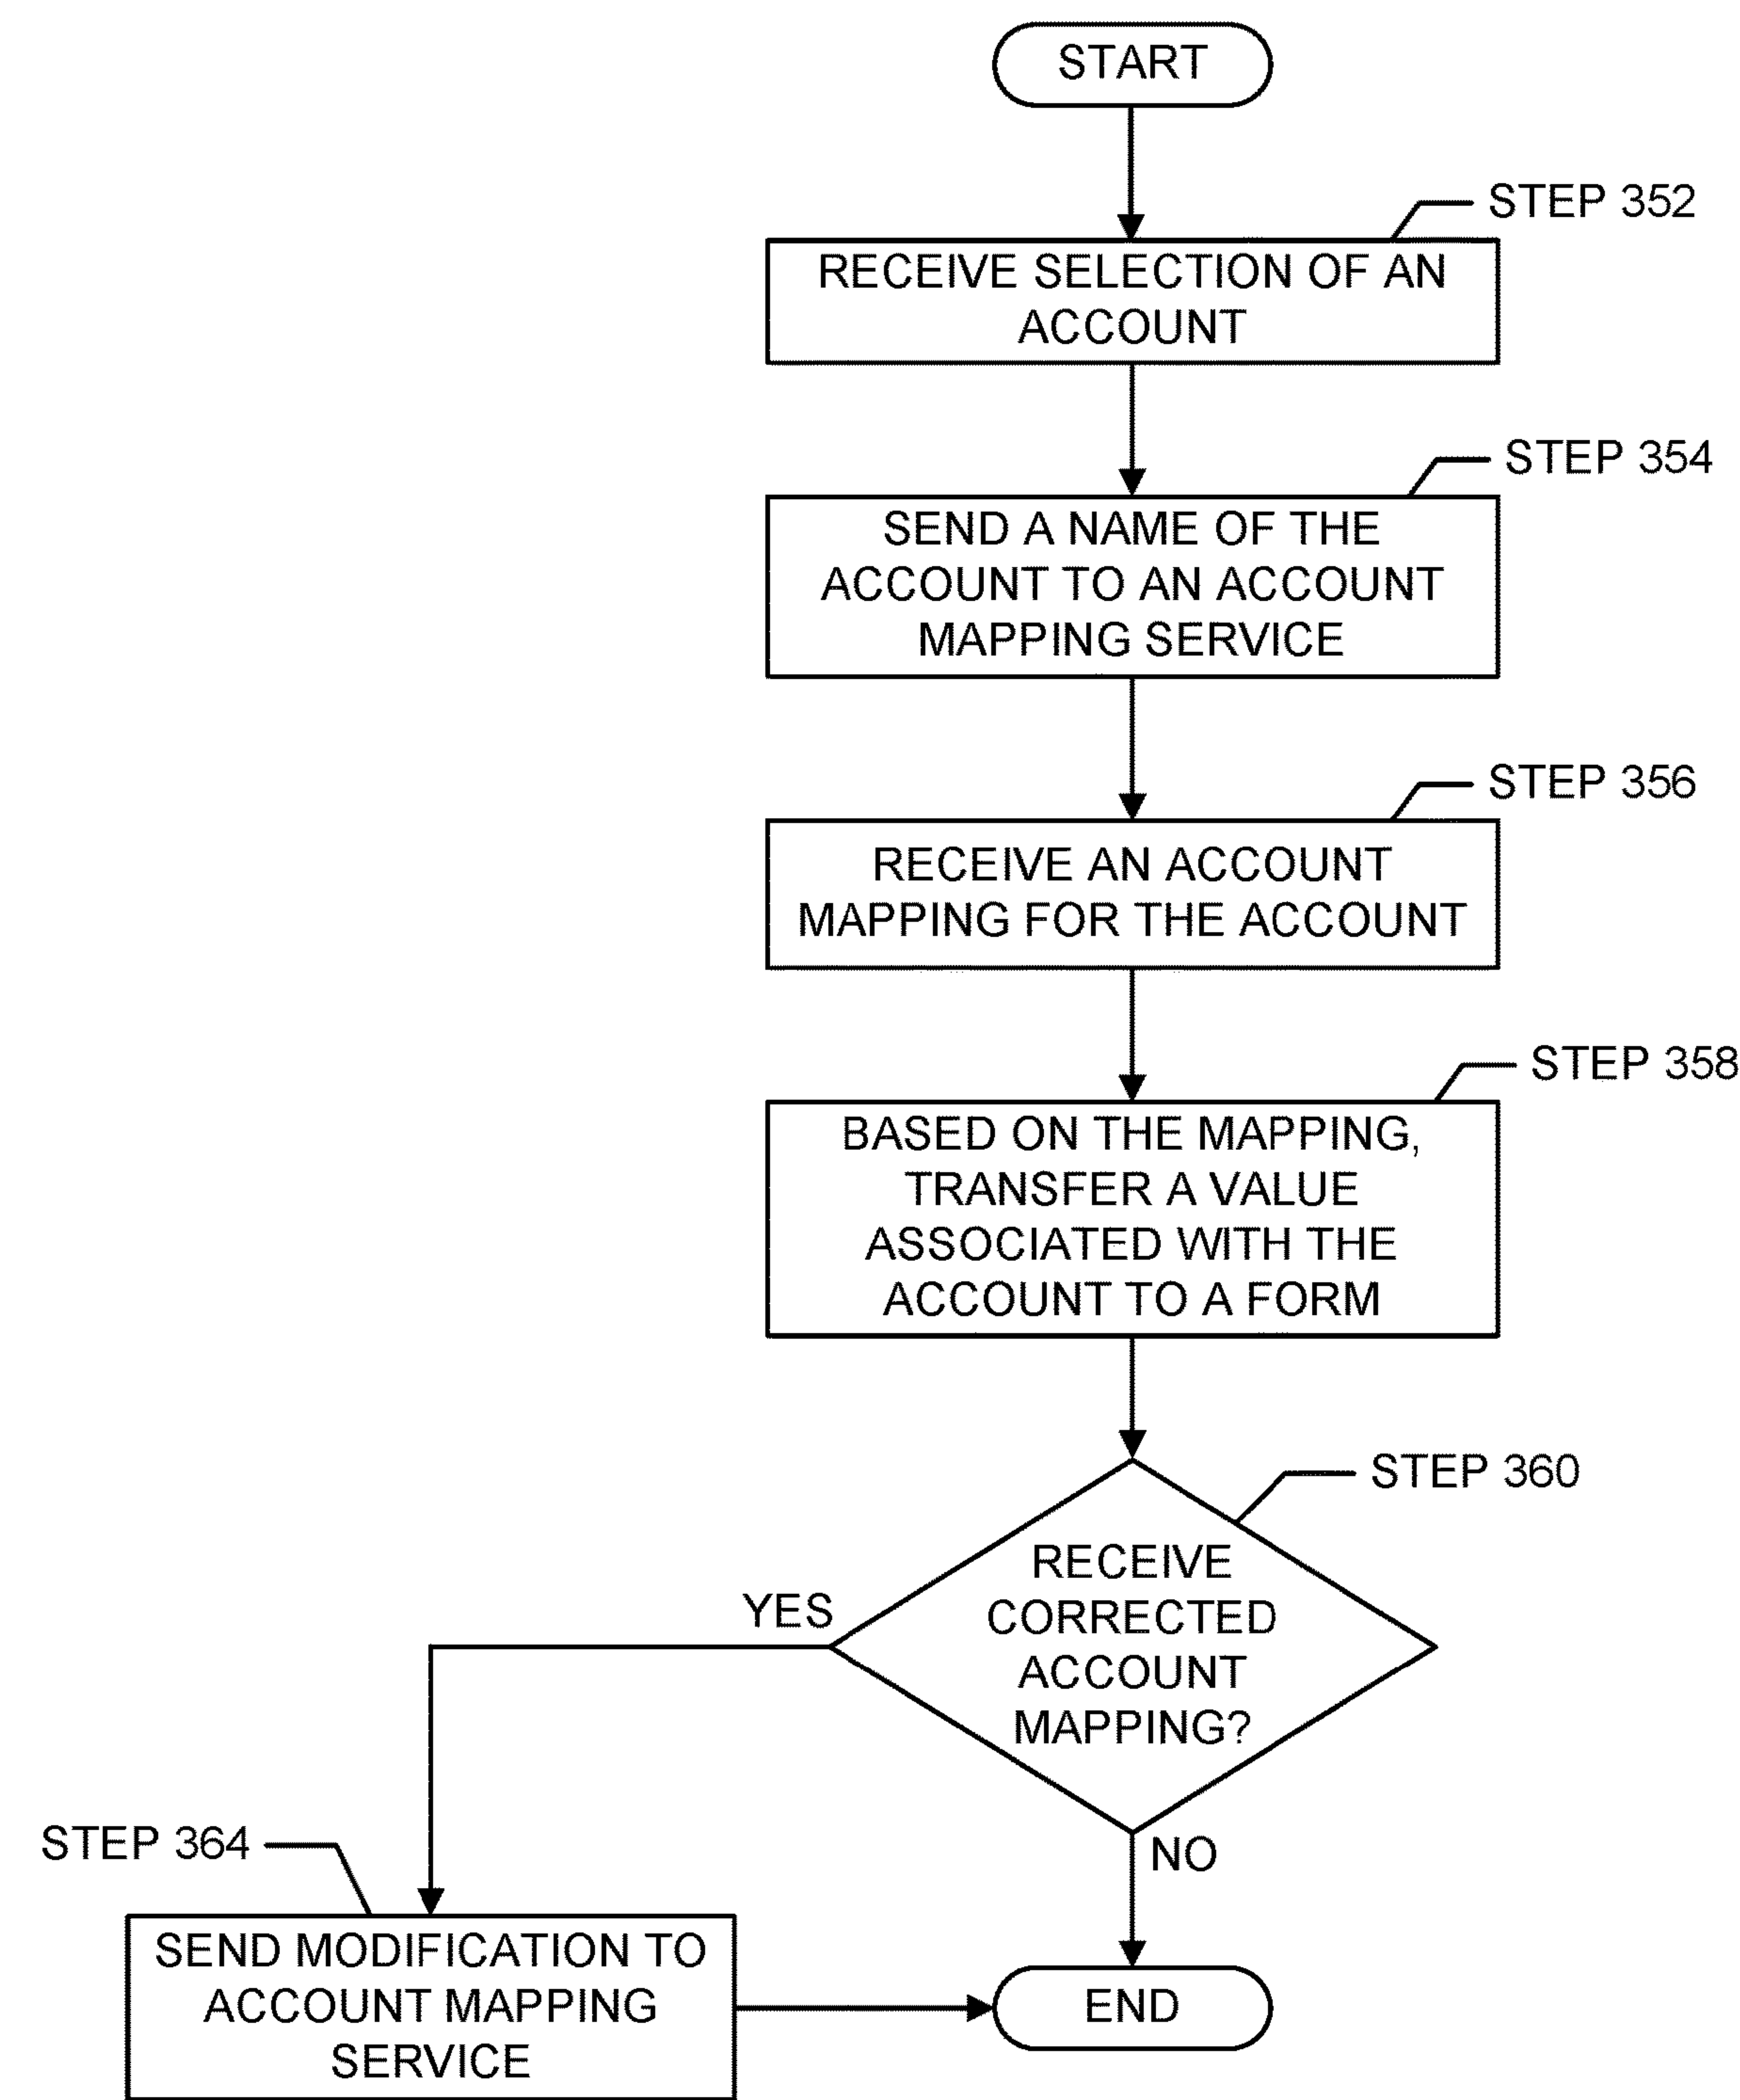 START
STEP 352
RECEIVE SELECTION OF AN
ACCOUNT
STEP 354
SEND A NAME OF THE
ACCOUNT TO AN ACCOUNT
MAPPING SERVICE
STEP 356
RECEIVE AN ACCOUNT
MAPPING FOR THE ACCOUNT
STEP 358
BASED ON THE MAPPING,
TRANSFER A VALUE
ASSOCIATED WITH THE
ACCOUNT TO A FORM
STEP 360
RECEIVE
CORRECTED
ACCOUNT
MAPPING?
YES
NO
STEP 364
SEND MODIFICATION TO
ACCOUNT MAPPING
SERVICE
END